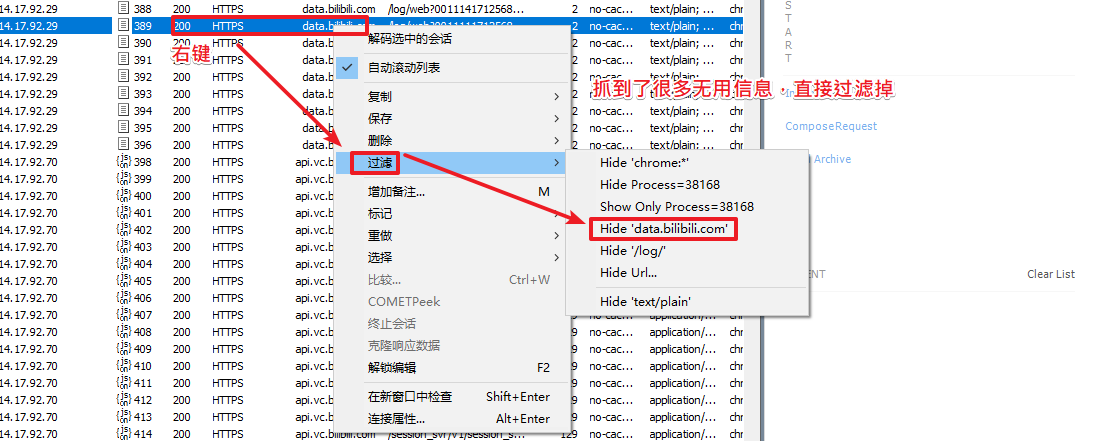 14.17.92.29 388 200 HTTPS data.bilibili.com /log/web?0011141712568... 2 no-cac... text/plain; ... chr
14.17.92.29 389 200 HTTPS data.bilibili.com 2 no-cac... text/plain; ... chr
14.17.92.29 390 200 HTTPS data.b 2 no-cac... text/plain; ... chr
14.17.92.29 391 200 HTTPS data.b 2 no-cac... text/plain; ... chr
14.17.92.29 392 200 HTTPS data.b 2 no-cac... text/plain; ... chr
14.17.92.29 393 200 HTTPS data.b 2 no-cac... text/plain; ... chr
14.17.92.29 394 200 HTTPS data.b 2 no-cac... text/plain; ... chr
14.17.92.29 395 200 HTTPS data.b 2 no-cac... text/plain; ... chr
14.17.92.29 396 200 HTTPS data.b 2 no-cac... text/plain; ... chr
14.17.92.70 398 200 HTTPS api.vc.b
14.17.92.70 399 200 HTTPS api.vc.b
14.17.92.70 400 200 HTTPS api.vc.b
14.17.92.70 401 200 HTTPS api.vc.b
14.17.92.70 402 200 HTTPS api.vc.b
14.17.92.70 403 200 HTTPS api.vc.b
14.17.92.70 404 200 HTTPS api.vc.b
14.17.92.70 405 200 HTTPS api.vc.b
14.17.92.70 406 200 HTTPS api.vc.b
14.17.92.70 407 200 HTTPS api.vc.b no-cac... application/... chr
14.17.92.70 408 200 HTTPS api.vc.b 9 no-cac... application/... chr
14.17.92.70 409 200 HTTPS api.vc.b 9 no-cac... application/... chr
14.17.92.70 410 200 HTTPS api.vc.b 9 no-cac... application/... chr
14.17.92.70 411 200 HTTPS api.vc.b 9 no-cac... application/... chr
14.17.92.70 412 200 HTTPS api.vc.b 9 no-cac... application/... chr
14.17.92.70 413 200 HTTPS api.vc.b 9 no-cac... application/... chr
14.17.92.70 414 200 HTTPS api.vc.bilibili.com /session_svr/v1/session_s... 129 no-cac... application/... chr
右键
解码选中的会话
自动滚动列表
复制
保存
删除
过滤
增加备注... M
标记
重做
选择
比较... Ctrl+W
COMETPeek
终止会话
克隆响应数据
解锁编辑 F2
在新窗口中检查 Shift+Enter
连接属性... Alt+Enter
抓到了很多无用信息，直接过滤掉
Hide 'chrome:*'
Hide Process=38168
Show Only Process=38168
Hide 'data.bilibili.com'
Hide '/log/'
Hide Url...
Hide 'text/plain'
S
T
A
R
T
ComposeRequest
Archive
ENT
Clear List